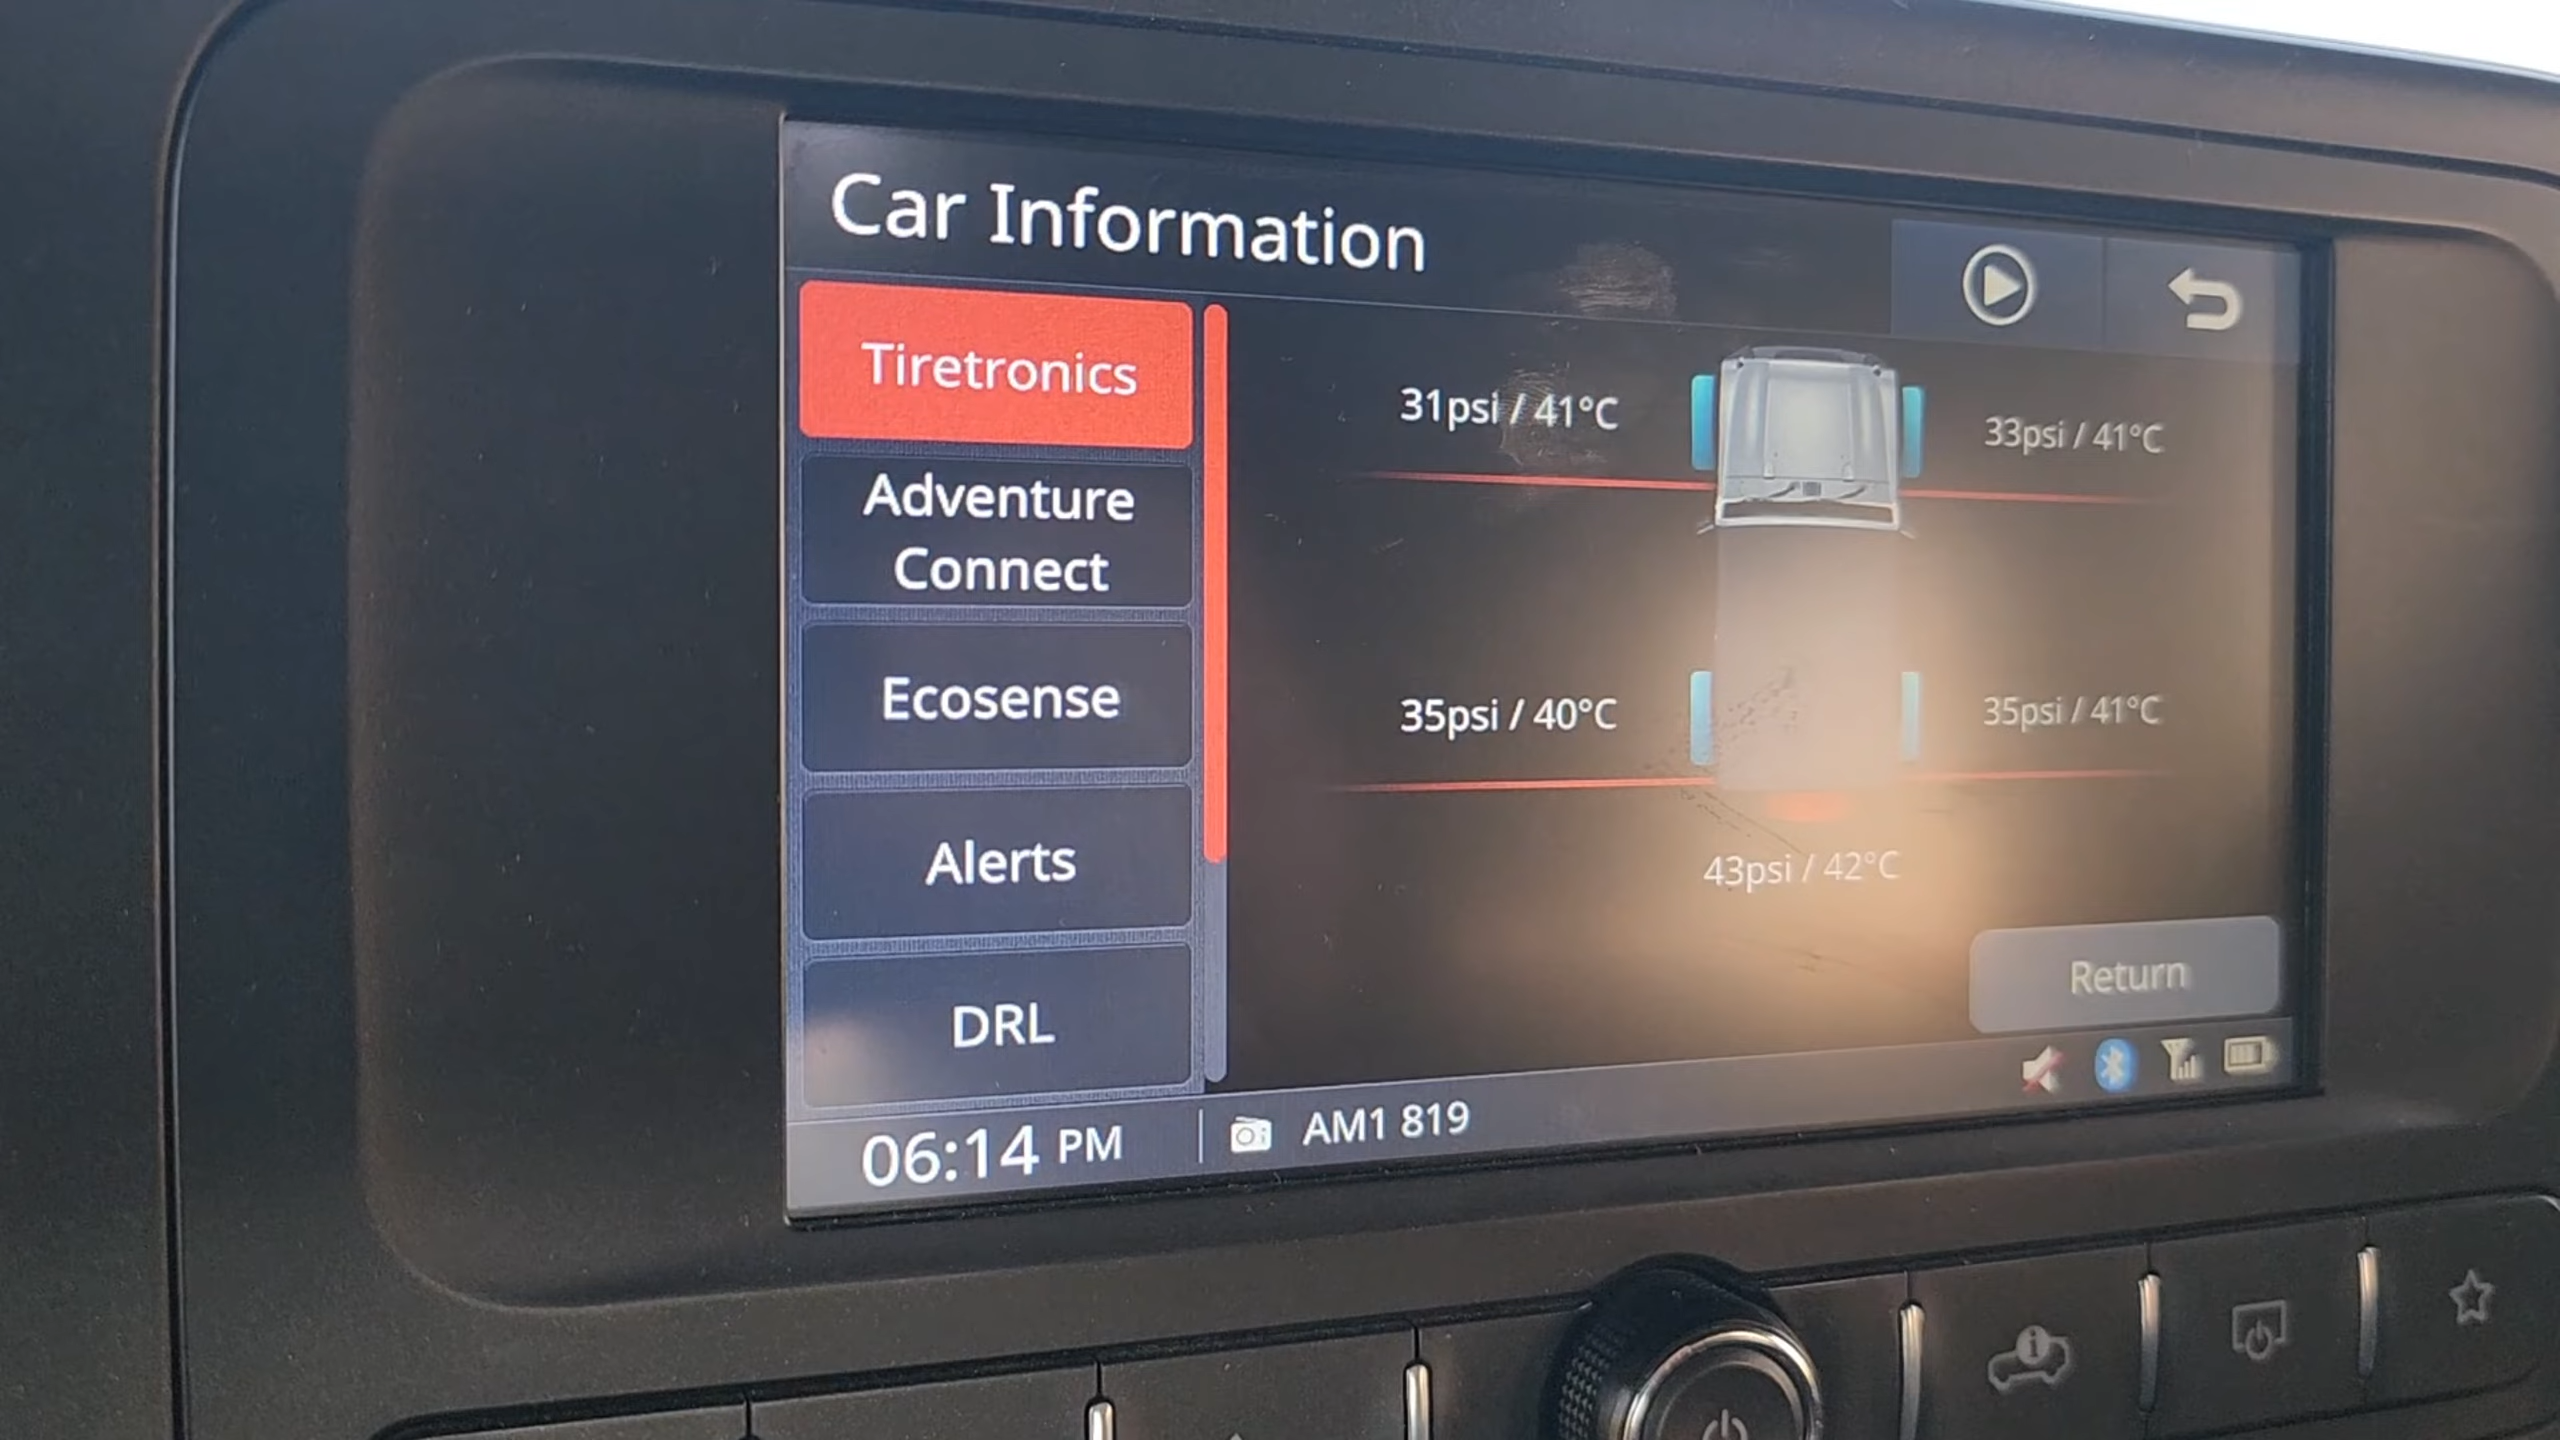 Car Information
Tiretronics
Adventure
Connect
Ecosense
Alerts
DRL
31psi / 41°C
33psi / 41°C
35psi / 40°C
35psi / 41°C
43psi / 42°C
Return
06:14 PM
AM1 819